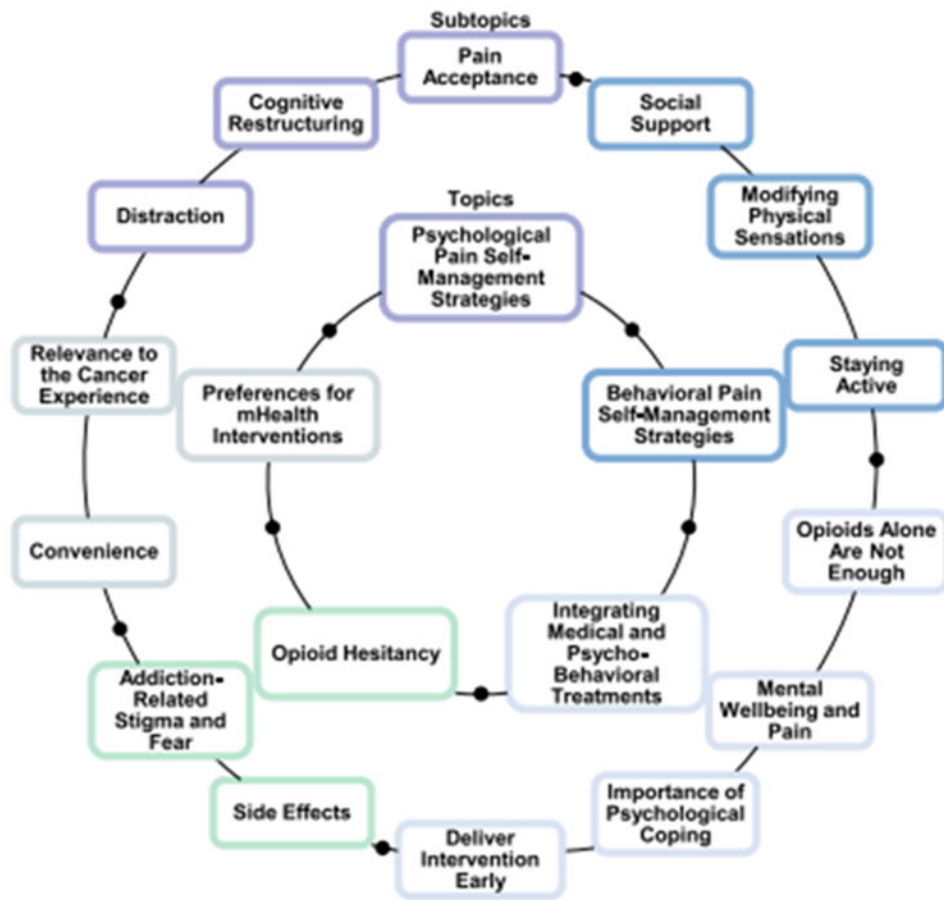 Subtopics
Pain
Acceptance
Cognitive
Restructuring
Social
Support
Distraction
Modifying
Physical
Sensations
Topics
Psychological
Pain Self-
Management
Strategies
Relevance to
the Cancer
Experience
Preferences for
mHealth
Interventions
Behavioral Pain
Self-Management
Strategies
Staying
Active
Convenience
Opioids Alone
Are Not
Enough
Opioid Hesitancy
Integrating
Medical and
Psycho-
Behavioral
Treatments
Addiction-
Related
Stigma and
Fear
Mental
Wellbeing and
Pain
Side Effects
Importance of
Psychological
Coping
Deliver
Intervention
Early